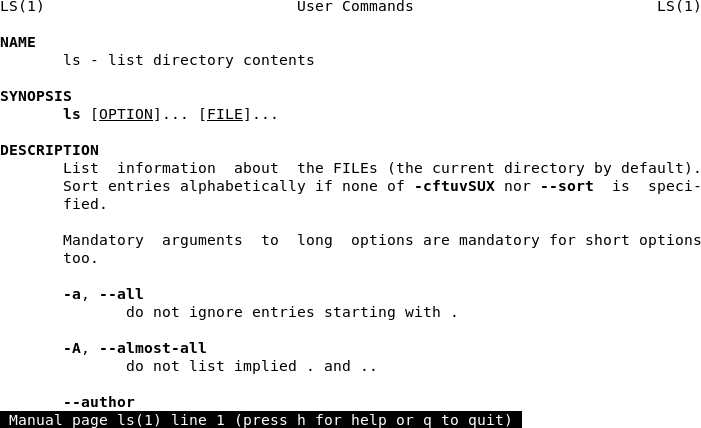 LS(1)                            User Commands                           LS(1)
NAME
ls - list directory contents
SYNOPSIS
ls [OPTION]... [FILE]...
DESCRIPTION
List  information  about  the FILEs (the current directory by default).
Sort entries alphabetically if none of -cftuvSUX nor --sort  is  speci-
fied.
Mandatory  arguments  to  long  options are mandatory for short options
too.
-a, --all
do not ignore entries starting with .
-A, --almost-all
do not list implied . and ..
--author
Manual page ls(1) line 1 (press h for help or q to quit)